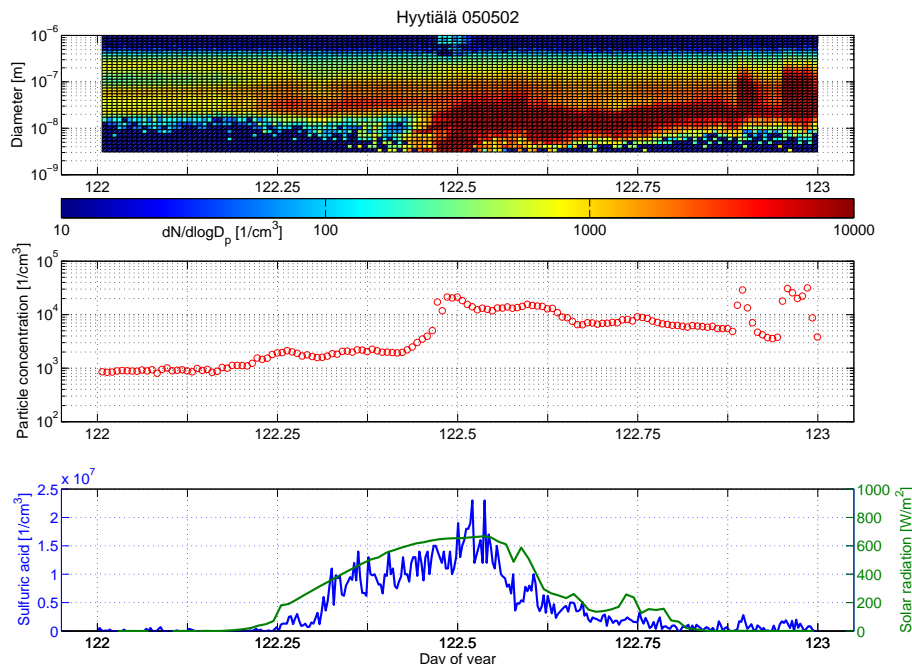 Hyytiälä 050502
Diameter [m]
10^-6
10^-7
10^-8
10^-9
122 122.25 122.5 122.75 123
10 100 1000 10000
dN/dlogD_p [1/cm^3]
Particle concentration [1/cm^3]
10^5
10^4
10^3
10^2
122 122.25 122.5 122.75 123
x 10^7
Sulfuric acid [1/cm^3]
2.5
2
1.5
1
0.5
0
1000
800
600
400
200
0
Solar radiation [W/m^2]
122 122.25 122.5 122.75 123
Day of year